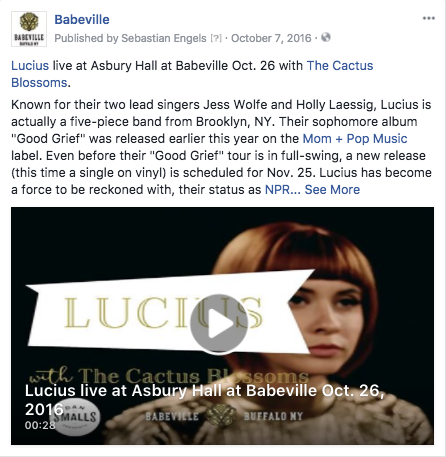 Babeville
Published by Sebastian Engels [?] · October 7, 2016 ·
BABEVILLE
BUFFALO NY
Lucius live at Asbury Hall at Babeville Oct. 26 with The Cactus
Blossoms.
Known for their two lead singers Jess Wolfe and Holly Laessig, Lucius is
actually a five-piece band from Brooklyn, NY. Their sophomore album
"Good Grief" was released earlier this year on the Mom + Pop Music
label. Even before their "Good Grief" tour is in full-swing, a new release
(this time a single on vinyl) is scheduled for Nov. 25. Lucius has become
a force to be reckoned with, their status as NPR... See More
LUCIUS
with The Cactus Blossoms
Lucius live at Asbury Hall at Babeville Oct. 26,
2016
SMALLS
BABEVILLE BUFFALO NY
00:28